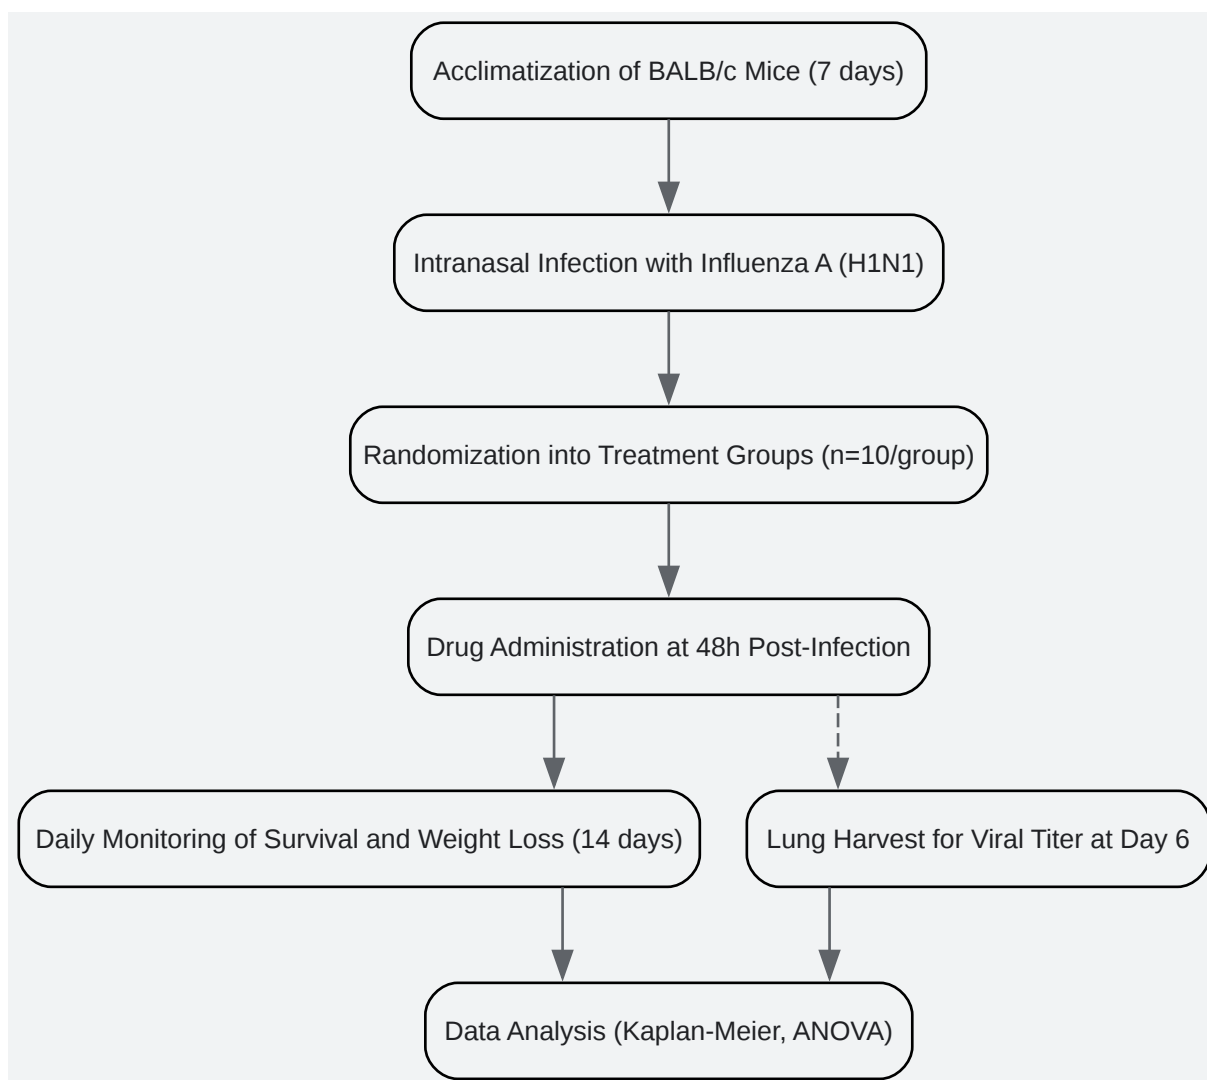 Acclimatization of BALB/c Mice (7 days)
Intranasal Infection with Influenza A (H1N1)
Randomization into Treatment Groups (n=10/group)
Drug Administration at 48h Post-Infection
Daily Monitoring of Survival and Weight Loss (14 days)
Lung Harvest for Viral Titer at Day 6
Data Analysis (Kaplan-Meier, ANOVA)